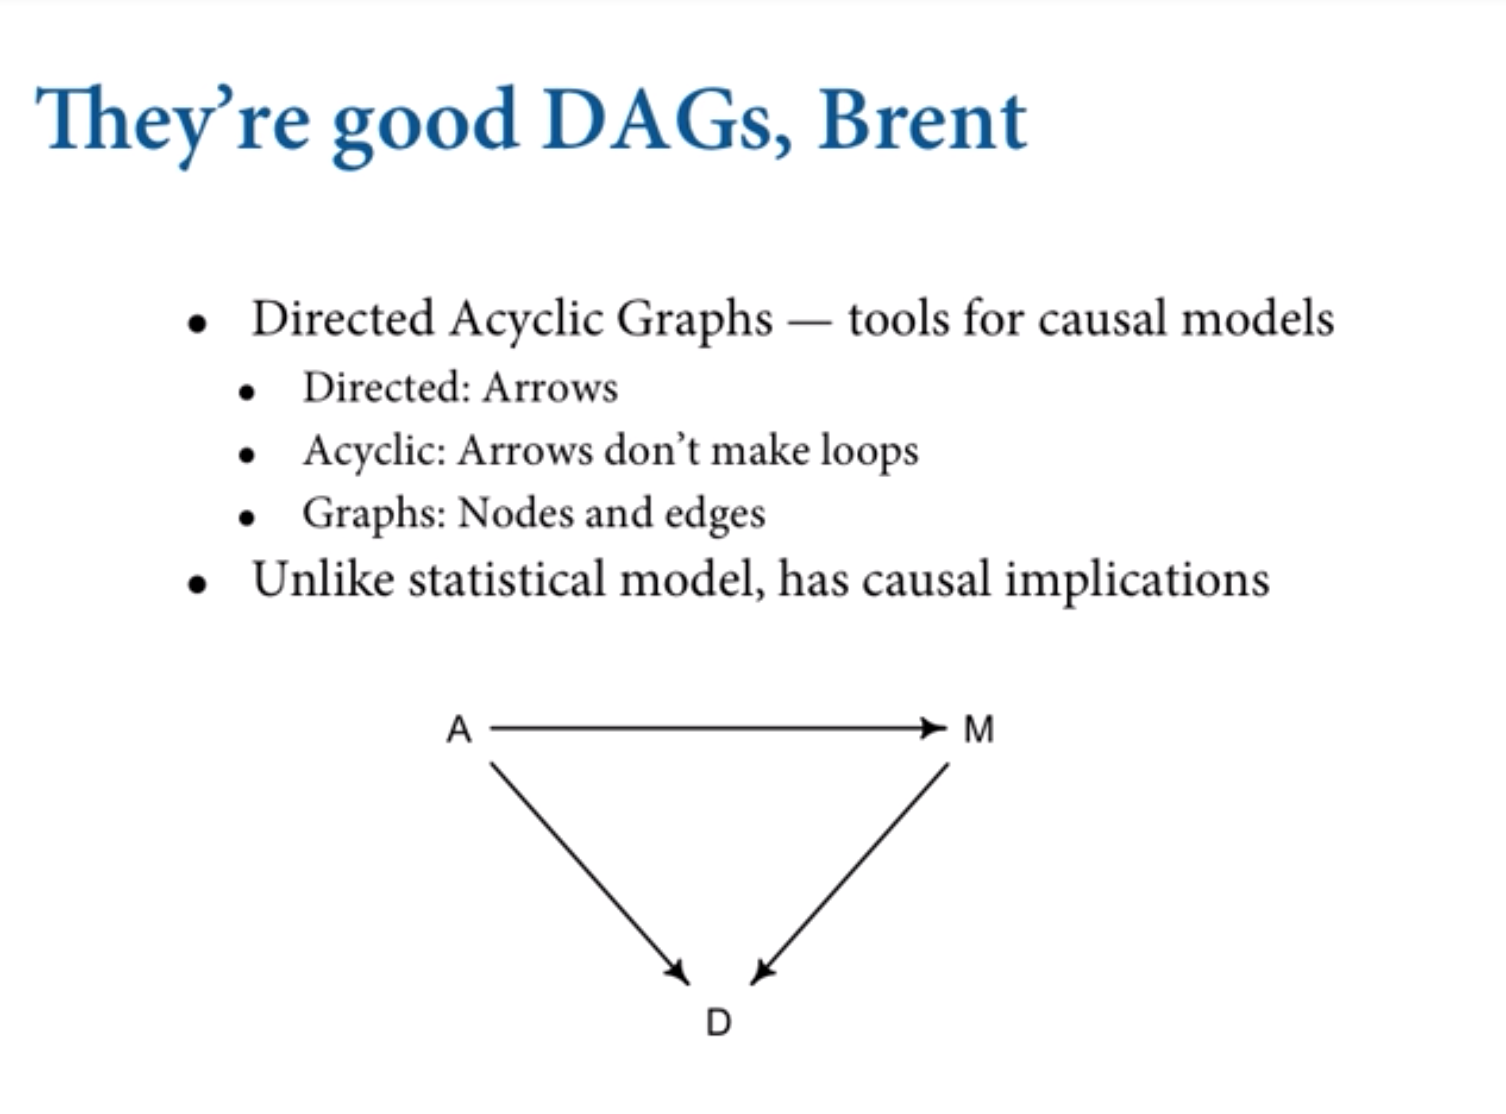 They’re good DAGs, Brent
• Directed Acyclic Graphs — tools for causal models
• Directed: Arrows
• Acyclic: Arrows don’t make loops
• Graphs: Nodes and edges
• Unlike statistical model, has causal implications
A M
D